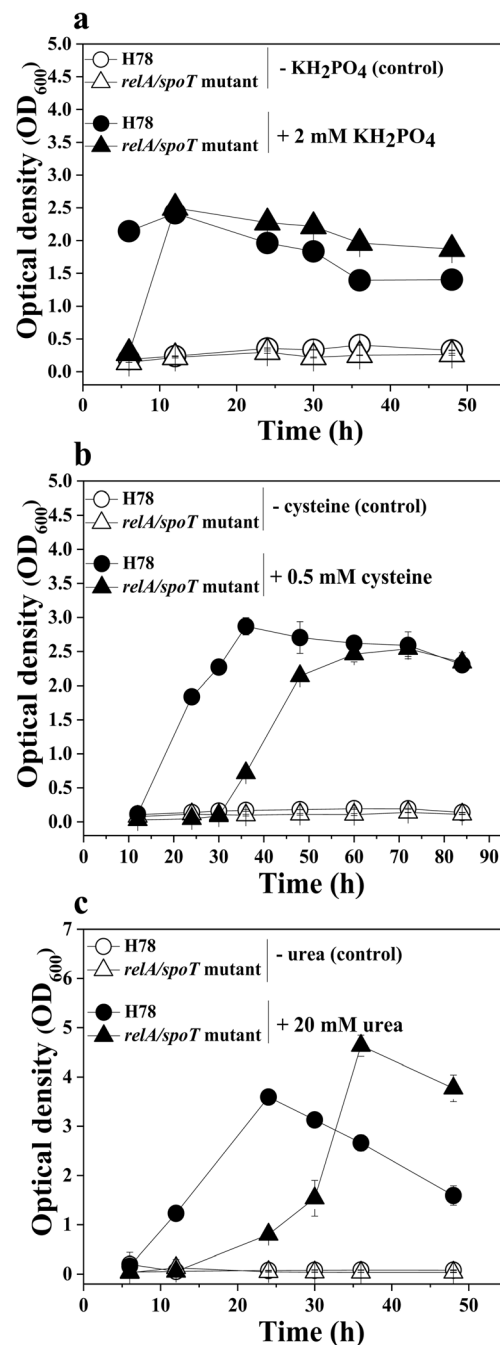 a
5.0
4.5
4.0
3.5
3.0
2.5
2.0
1.5
1.0
0.5
0.0
Optical density (OD600)
H78
relA/spoT mutant
- KH2PO4 (control)
H78
relA/spoT mutant
+ 2 mM KH2PO4
0 10 20 30 40 50
Time (h)
b
5.0
4.5
4.0
3.5
3.0
2.5
2.0
1.5
1.0
0.5
0.0
Optical density (OD600)
H78
relA/spoT mutant
- cysteine (control)
H78
relA/spoT mutant
+ 0.5 mM cysteine
0 10 20 30 40 50 60 70 80 90
Time (h)
c
7
6
5
4
3
2
1
0
Optical density (OD600)
H78
relA/spoT mutant
- urea (control)
H78
relA/spoT mutant
+ 20 mM urea
0 10 20 30 40 50
Time (h)